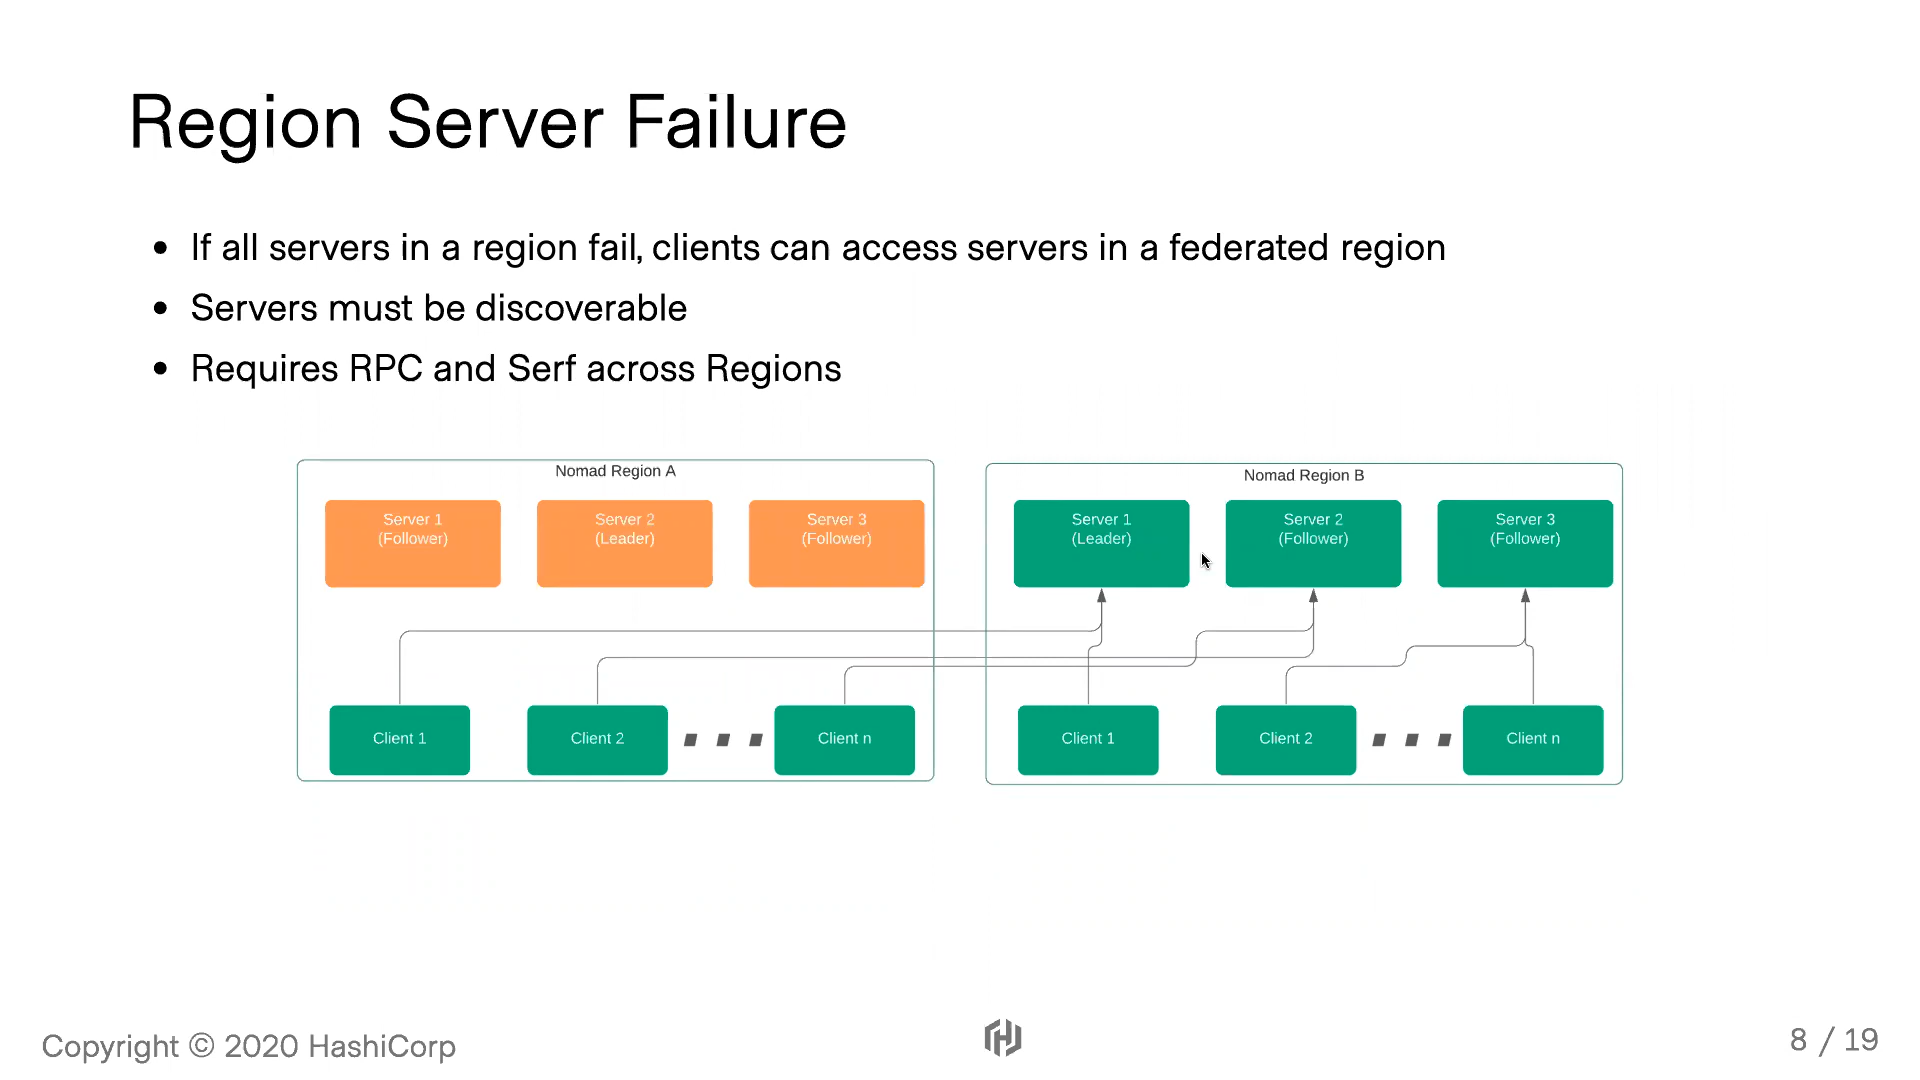 Region Server Failure
• If all servers in a region fail, clients can access servers in a federated region
• Servers must be discoverable
• Requires RPC and Serf across Regions
Nomad Region A
Server 1
(Follower)
Server 2
(Leader)
Server 3
(Follower)
Client 1
Client 2
Client n
Nomad Region B
Server 1
(Leader)
Server 2
(Follower)
Server 3
(Follower)
Client 1
Client 2
Client n
Copyright © 2020 HashiCorp
8 / 19